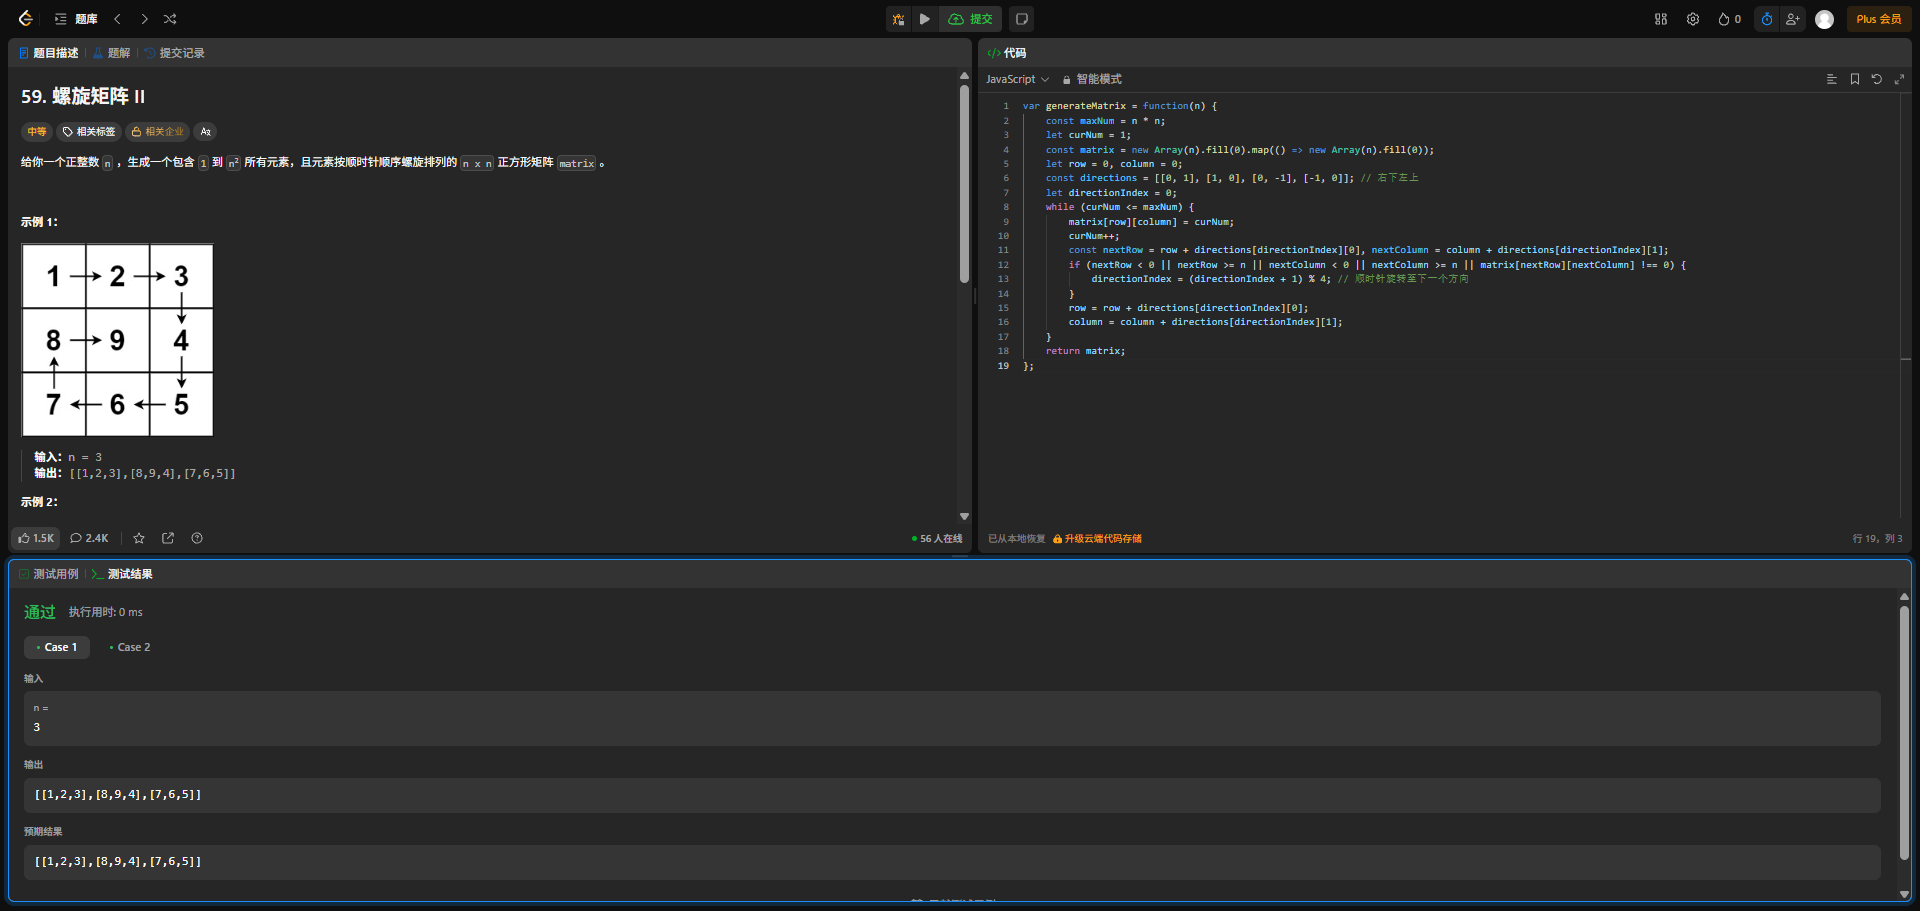 题库
提交
0
Plus 会员
题目描述
题解
提交记录
59. 螺旋矩阵 II
中等
相关标签
相关企业
给你一个正整数 n ，生成一个包含 1 到 n² 所有元素，且元素按顺时针顺序螺旋排列的 n x n 正方形矩阵 matrix 。
示例 1：
1 2 3
8 9 4
7 6 5
输入：n = 3
输出：[[1,2,3],[8,9,4],[7,6,5]]
示例 2：
1.5K
2.4K
56 人在线
</> 代码
JavaScript
智能模式
1 var generateMatrix = function(n) {
2 const maxNum = n * n;
3 let curNum = 1;
4 const matrix = new Array(n).fill(0).map(() => new Array(n).fill(0));
5 let row = 0, column = 0;
6 const directions = [[0, 1], [1, 0], [0, -1], [-1, 0]]; // 右下左上
7 let directionIndex = 0;
8 while (curNum <= maxNum) {
9 matrix[row][column] = curNum;
10 curNum++;
11 const nextRow = row + directions[directionIndex][0], nextColumn = column + directions[directionIndex][1];
12 if (nextRow < 0 || nextRow >= n || nextColumn < 0 || nextColumn >= n || matrix[nextRow][nextColumn] !== 0) {
13 directionIndex = (directionIndex + 1) % 4; // 顺时针旋转至下一个方向
14 }
15 row = row + directions[directionIndex][0];
16 column = column + directions[directionIndex][1];
17 }
18 return matrix;
19 };
已从本地恢复
升级云端代码存储
行 19，列 3
测试用例
测试结果
通过
执行用时: 0 ms
Case 1
Case 2
输入
n =
3
输出
[[1,2,3],[8,9,4],[7,6,5]]
预期结果
[[1,2,3],[8,9,4],[7,6,5]]